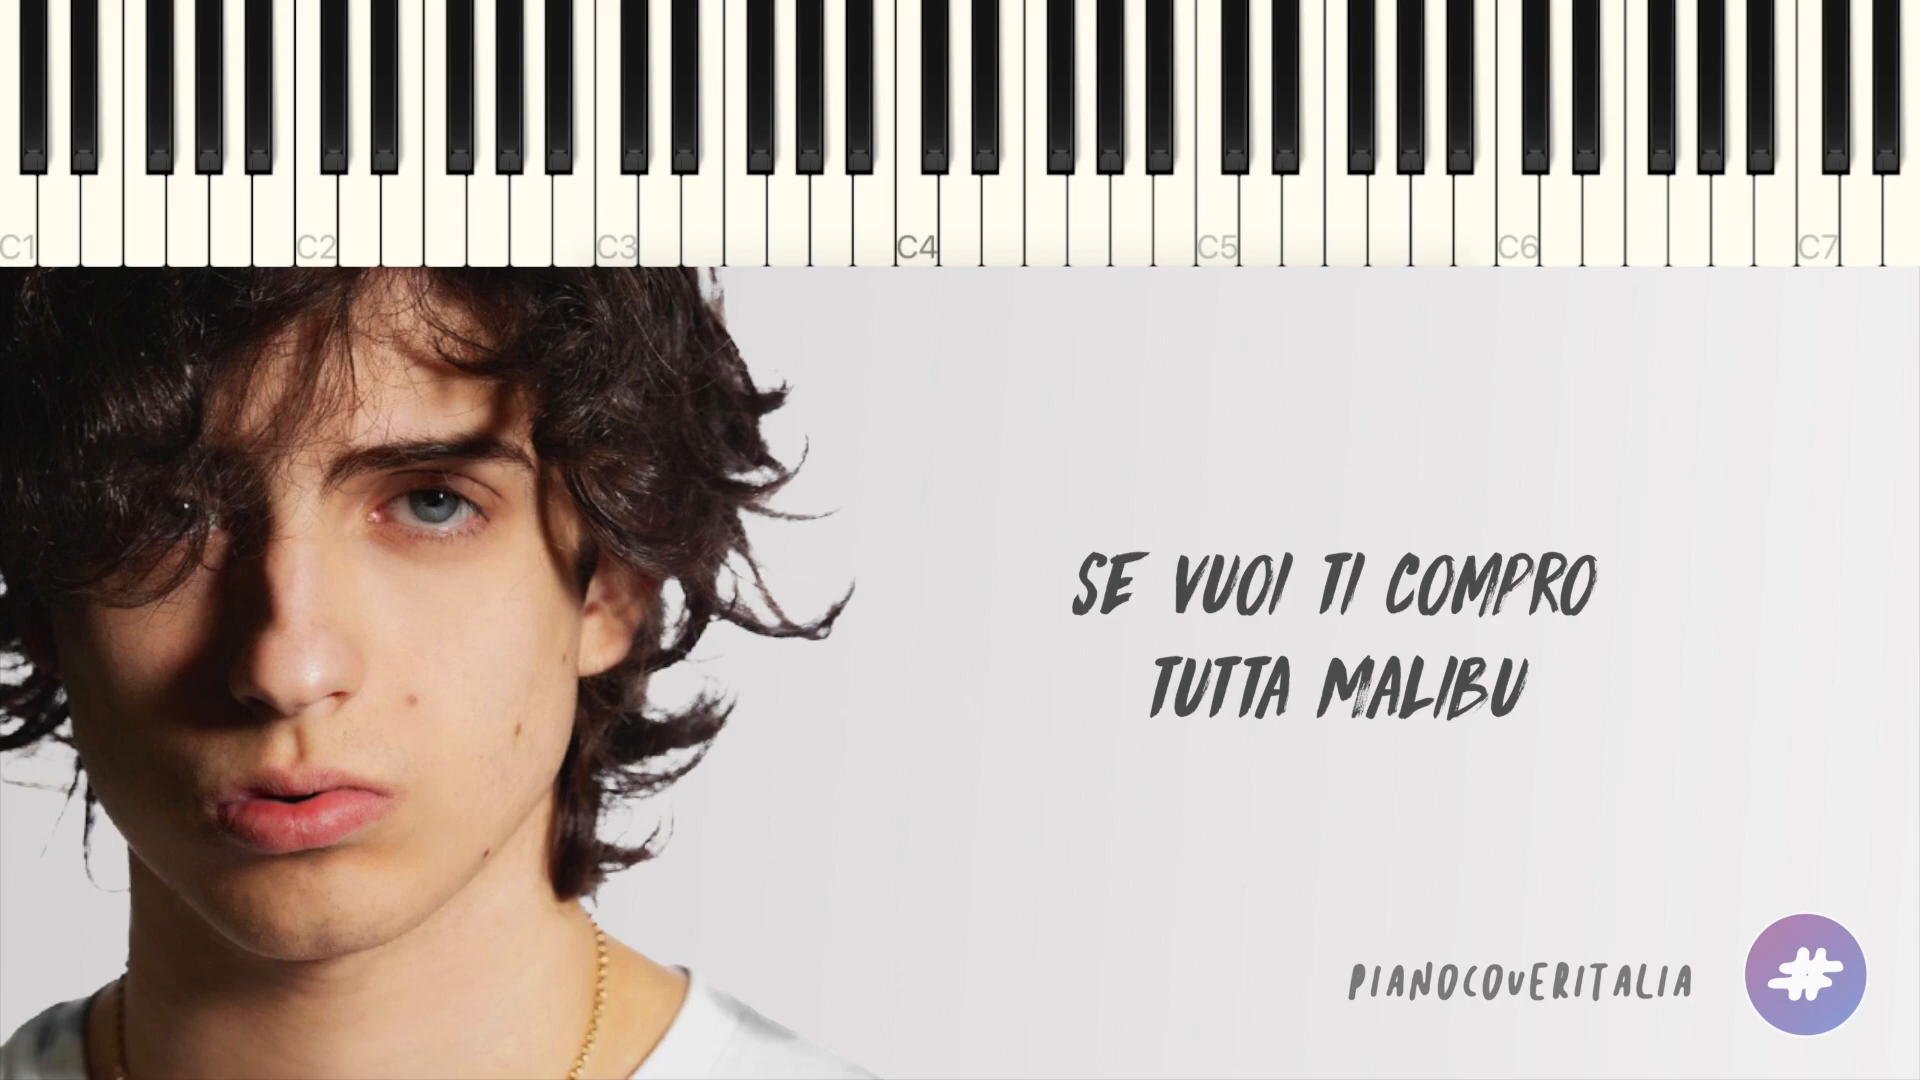 C1 C2 C3 C4 C5 C6 C7
SE VUOI TI COMPRO
TUTTA MALIBU
PIANOCOVERITALIA
#